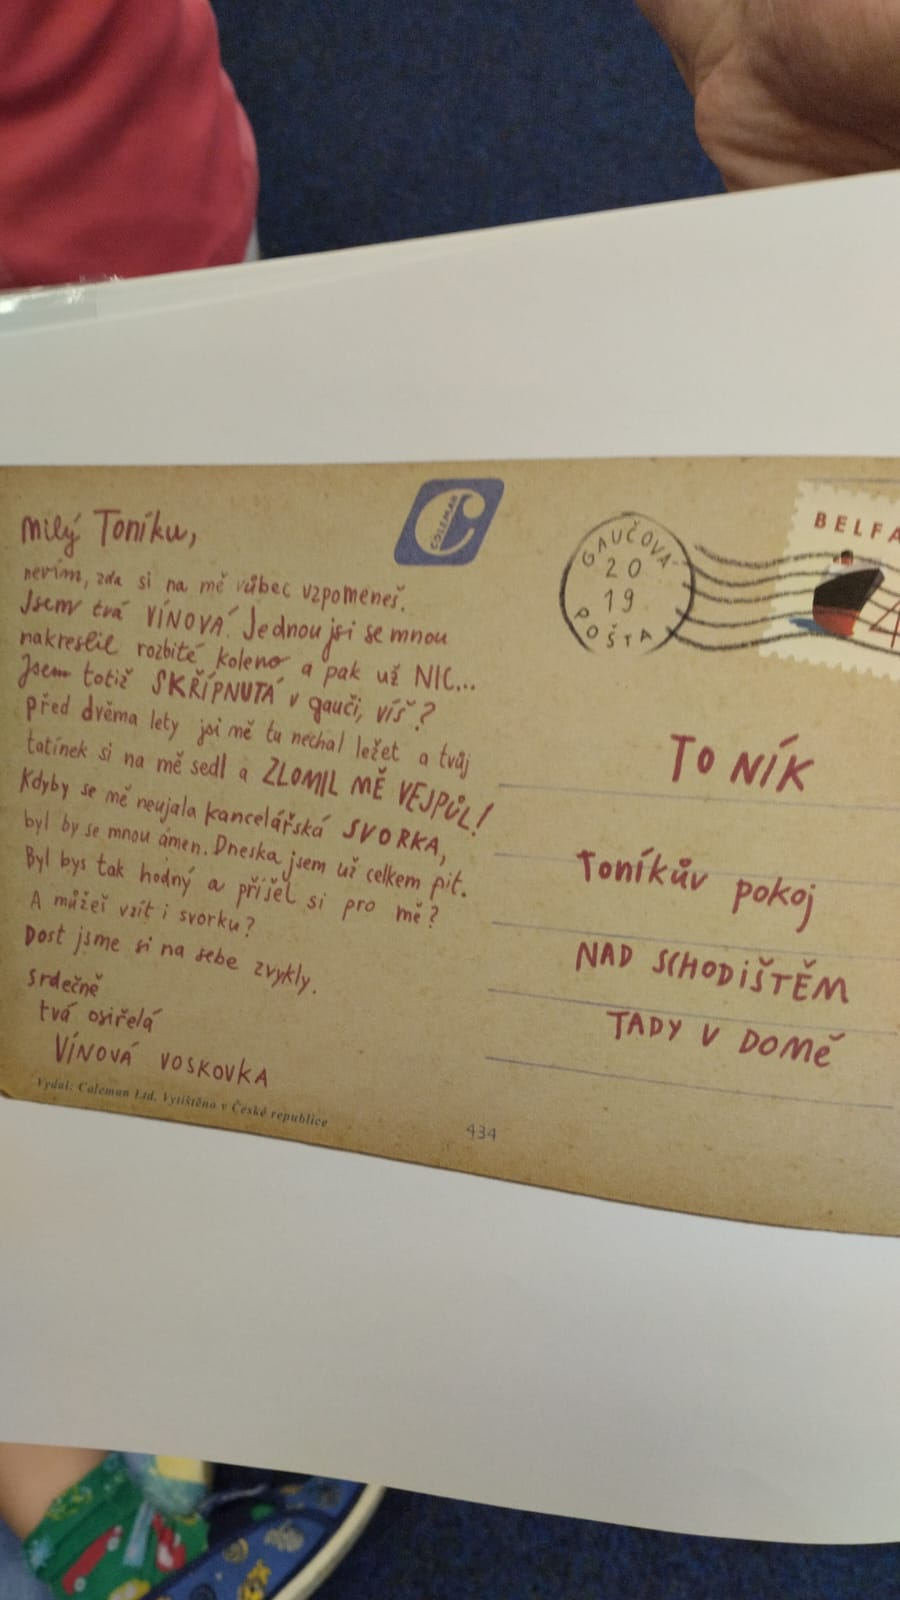 milý Toníku,
nevím, zda si na mě vůbec vzpomeneš.
Jsem tvá VÍNOVÁ. Jednou jsi se mnou
nakreslil rozbité koleno a pak už NIC...
Jsem totiž SKŘÍPNUTÁ v gauči, víš?
před dvěma lety jsi mě tu nechal ležet a tvůj
tatínek si na mě sedl a ZLOMIL MĚ VEJPŮL!
Kdyby se mě neujala kancelářská SVORKA,
byl by se mnou ámen. Dneska jsem už celkem fit.
Byl bys tak hodný a přišel si pro mě?
A můžeš vzít i svorku?
Dost jsme si na sebe zvykly.
srdečně
tvá osiřelá
VÍNOVÁ VOSKOVKA
Vydal: Coleman Ltd. Vytištěno v České republice
434
COLEMAN
GAUČOVÁ
20
19
POŠTA
BELFA
4
TONÍK
Toníkův pokoj
NAD SCHODiŠTĚM
TADY V DOMĚ